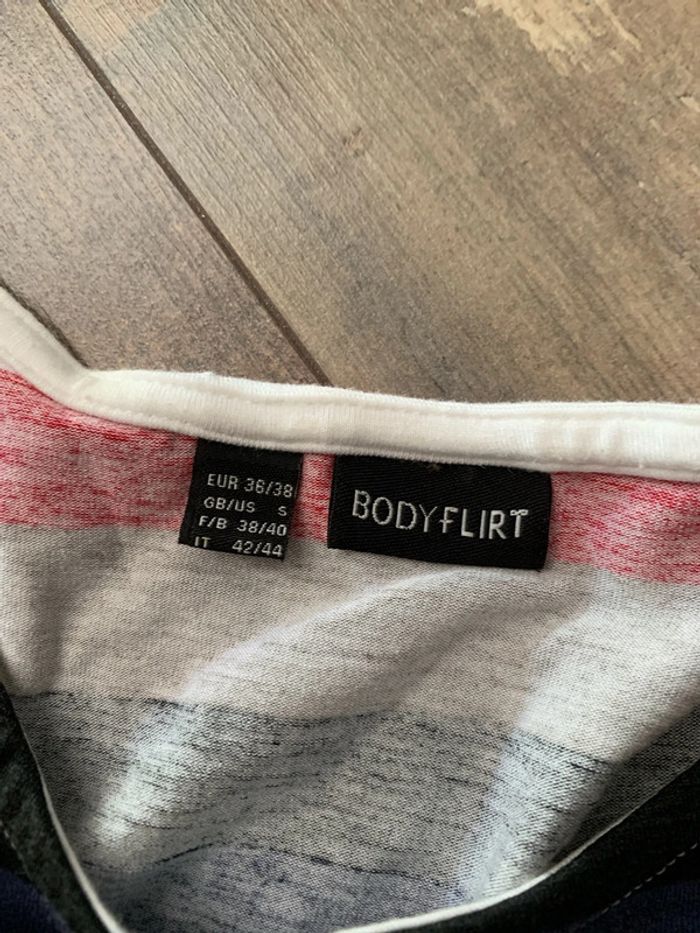 EUR 36/38
GB/US S
F/B 38/40
IT 42/44
BODYFLIRT